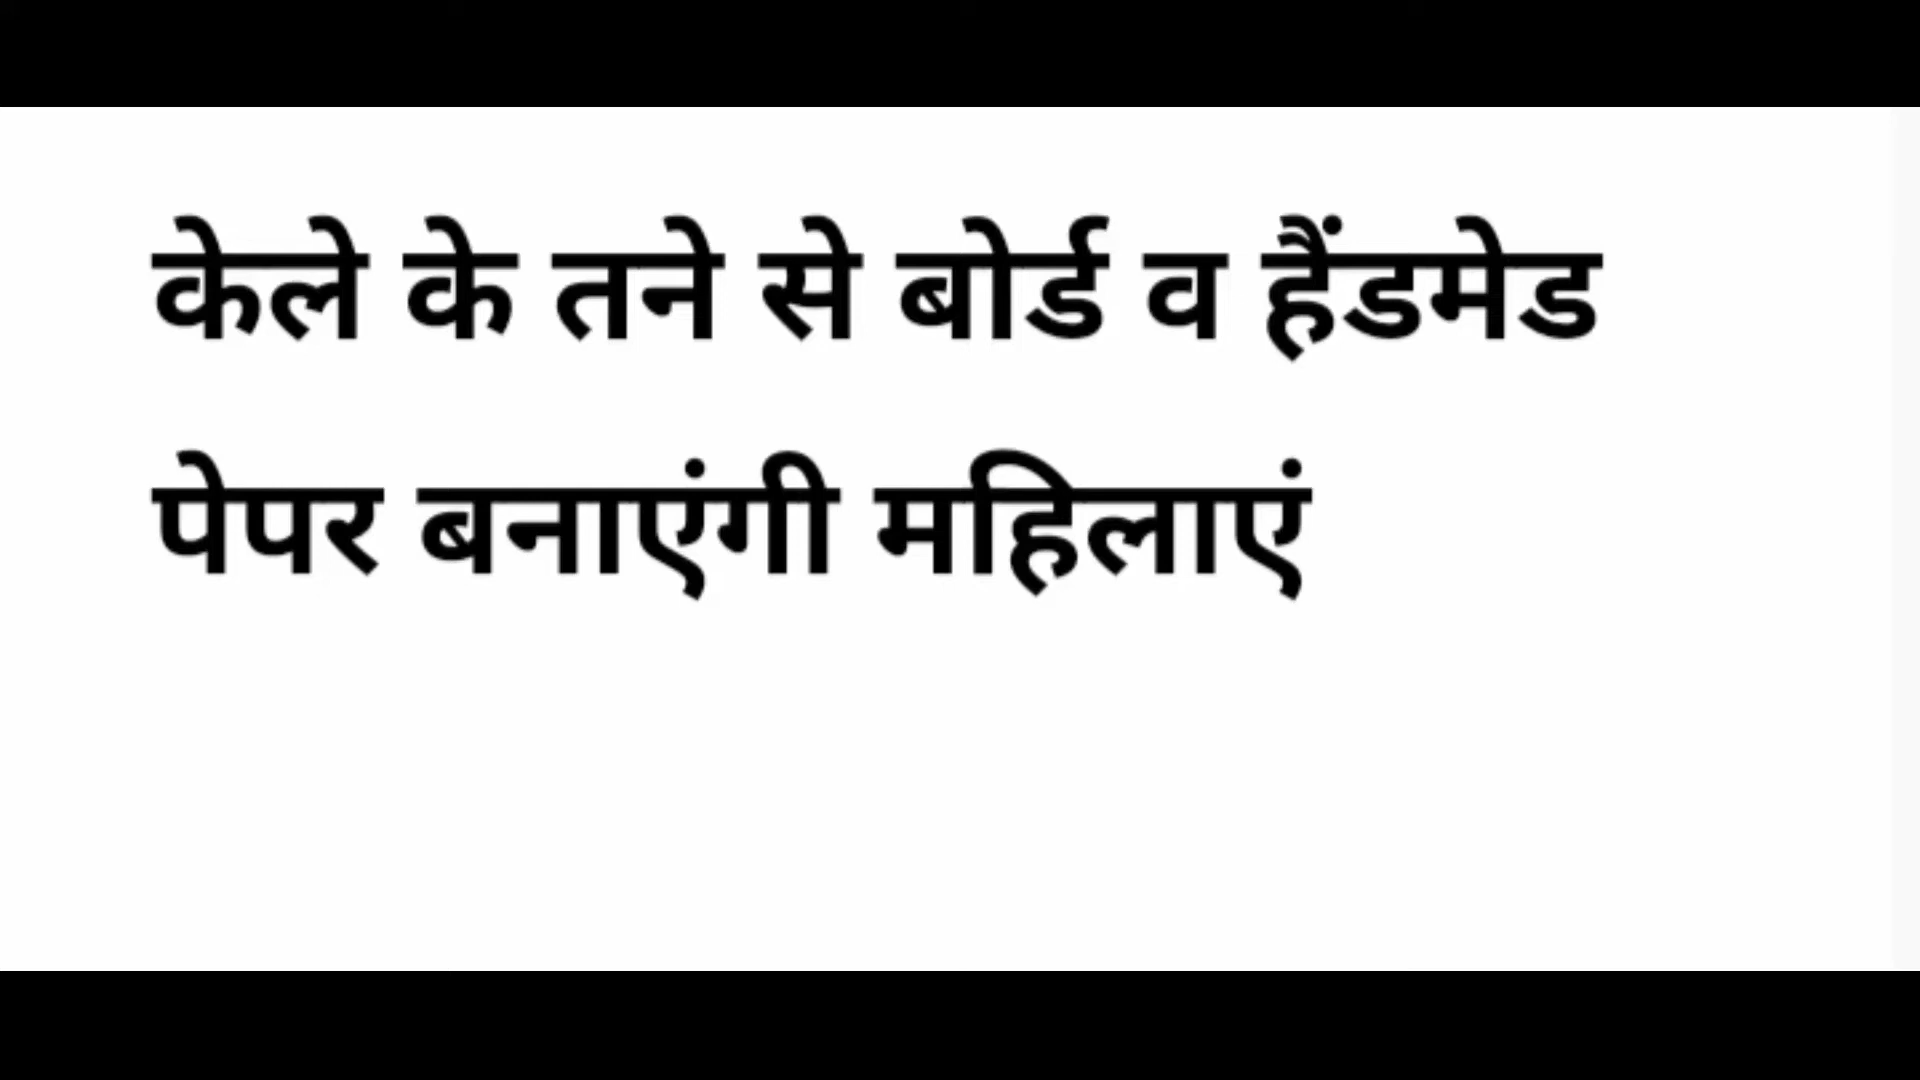 केले के तने से बोर्ड व हैंडमेड
पेपर बनाएंगी महिलाएं